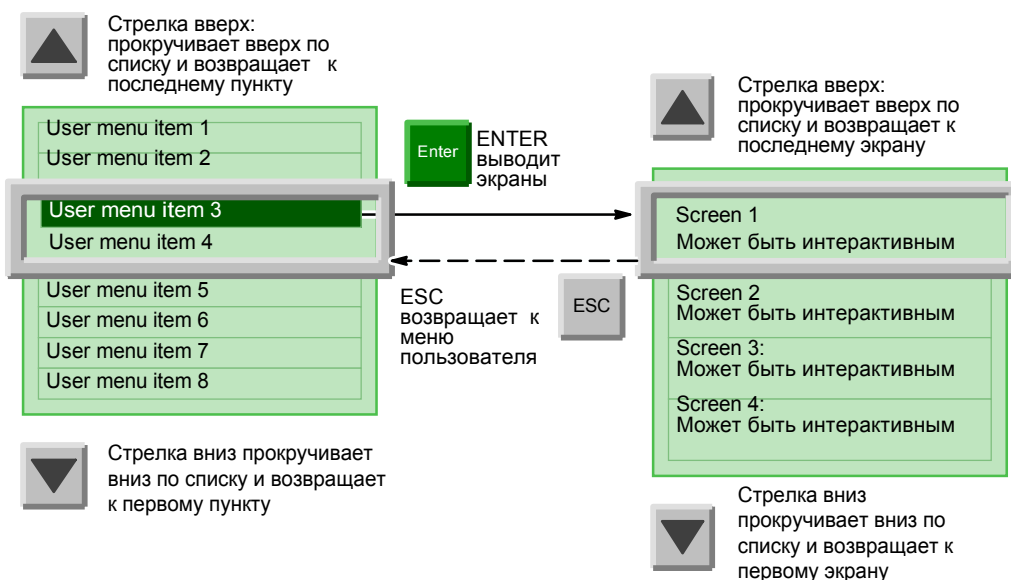 Стрелка вверх:
прокручивает вверх по
списку и возвращает к
последнему пункту
User menu item 1
User menu item 2
User menu item 3
User menu item 4
User menu item 5
User menu item 6
User menu item 7
User menu item 8
Стрелка вниз прокручивает
вниз по списку и возвращает
к первому пункту
Enter
ENTER
выводит
экраны
ESC
возвращает к
меню
пользователя
ESC
Стрелка вверх:
прокручивает вверх по
списку и возвращает к
последнему экрану
Screen 1
Может быть интерактивным
Screen 2
Может быть интерактивным
Screen 3:
Может быть интерактивным
Screen 4:
Может быть интерактивным
Стрелка вниз
прокручивает вниз по
списку и возвращает к
первому экрану